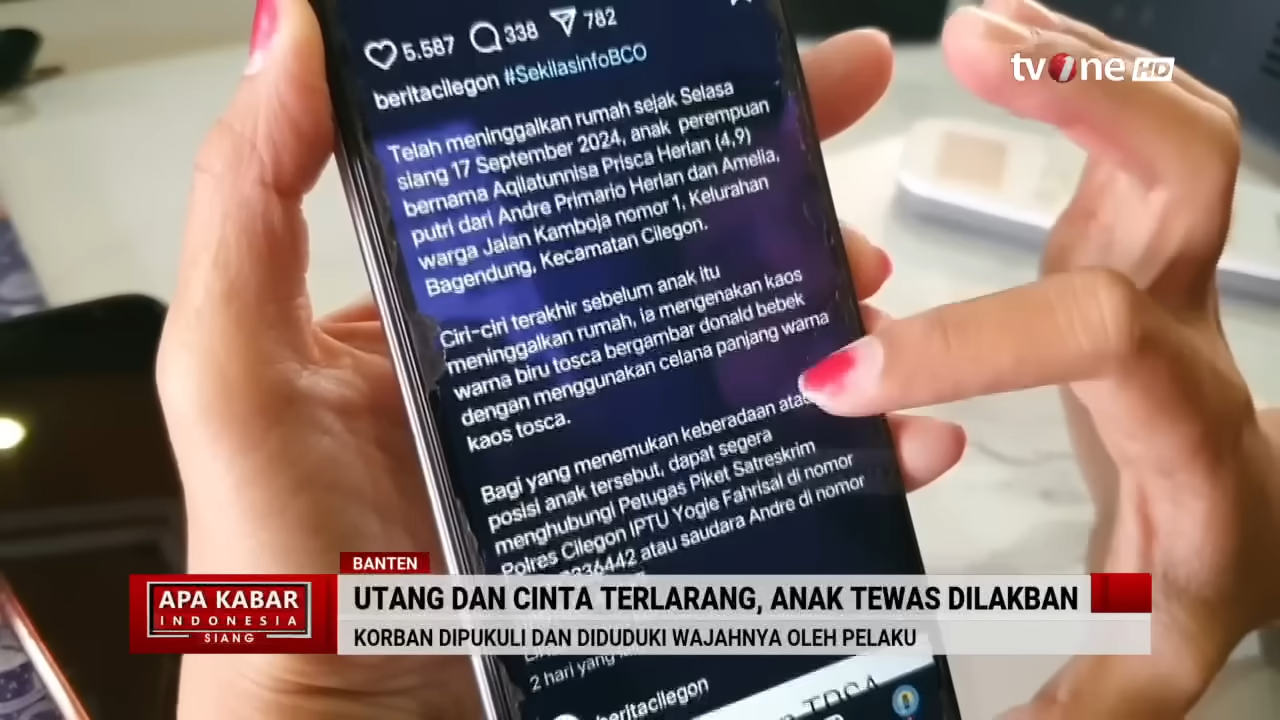 5.587 338 782
beritacilegon #SekilasinfoBCO
Telah meninggalkan rumah sejak Selasa
siang 17 September 2024, anak perempuan
bernama Aqilatunnisa Prisca Herlan (4,9)
putri dari Andre Primario Herlan dan Amelia,
warga Jalan Kamboja nomor 1, Kelurahan
Bagendung, Kecamatan Cilegon.
Ciri-ciri terakhir sebelum anak itu
meninggalkan rumah, ia mengenakan kaos
warna biru tosca bergambar donald bebek
dengan menggunakan celana panjang warna
kaos tosca.
Bagi yang menemukan keberadaan atau
posisi anak tersebut, dapat segera
menghubungi Petugas Piket Satreskrim
Polres Cilegon IPTU Yogie Fahrisal di nomor
236442 atau saudara Andre di nomor
2 hari yang
beritacilegon
tvOne HD
BANTEN
APA KABAR
INDONESIA
SIANG
UTANG DAN CINTA TERLARANG, ANAK TEWAS DILAKBAN
KORBAN DIPUKULI DAN DIDUDUKI WAJAHNYA OLEH PELAKU